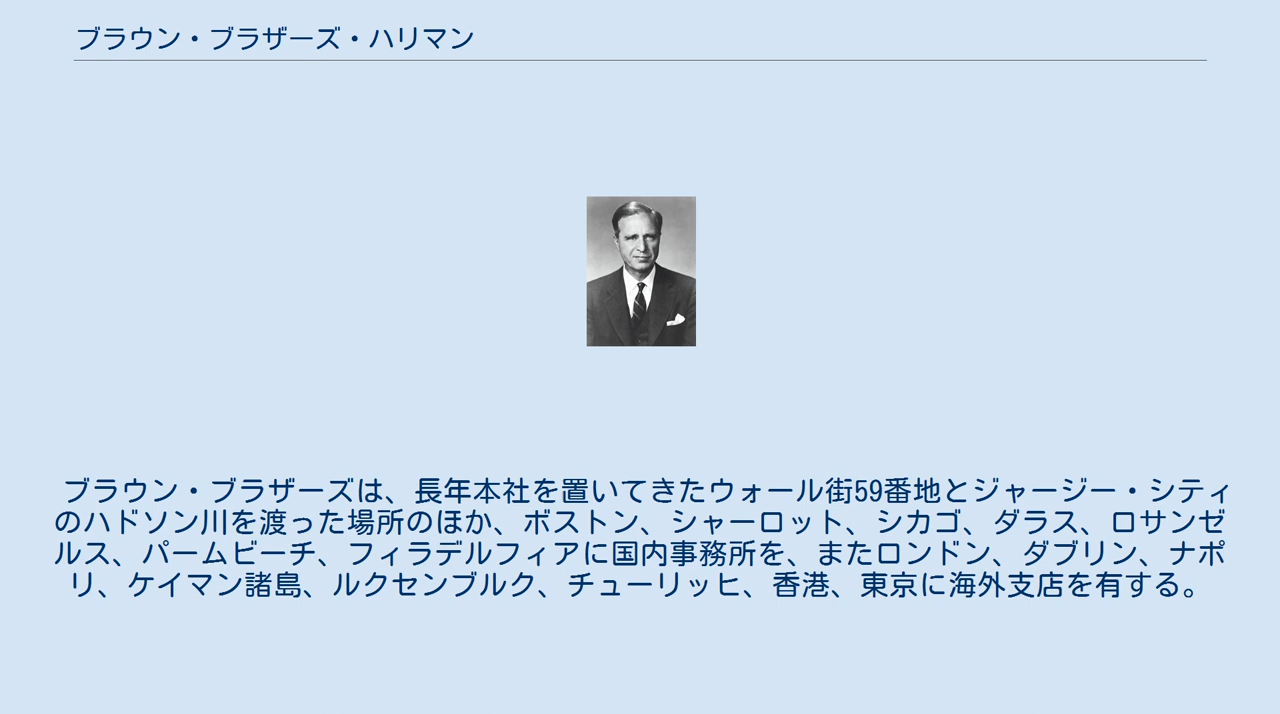 ブラウン・ブラザーズ・ハリマン
ブラウン・ブラザーズは、長年本社を置いてきたウォール街59番地とジャージー・シティ
のハドソン川を渡った場所のほか、ボストン、シャーロット、シカゴ、ダラス、ロサンゼ
ルス、パームビーチ、フィラデルフィアに国内事務所を、またロンドン、ダブリン、ナポ
リ、ケイマン諸島、ルクセンブルク、チューリッヒ、香港、東京に海外支店を有する。